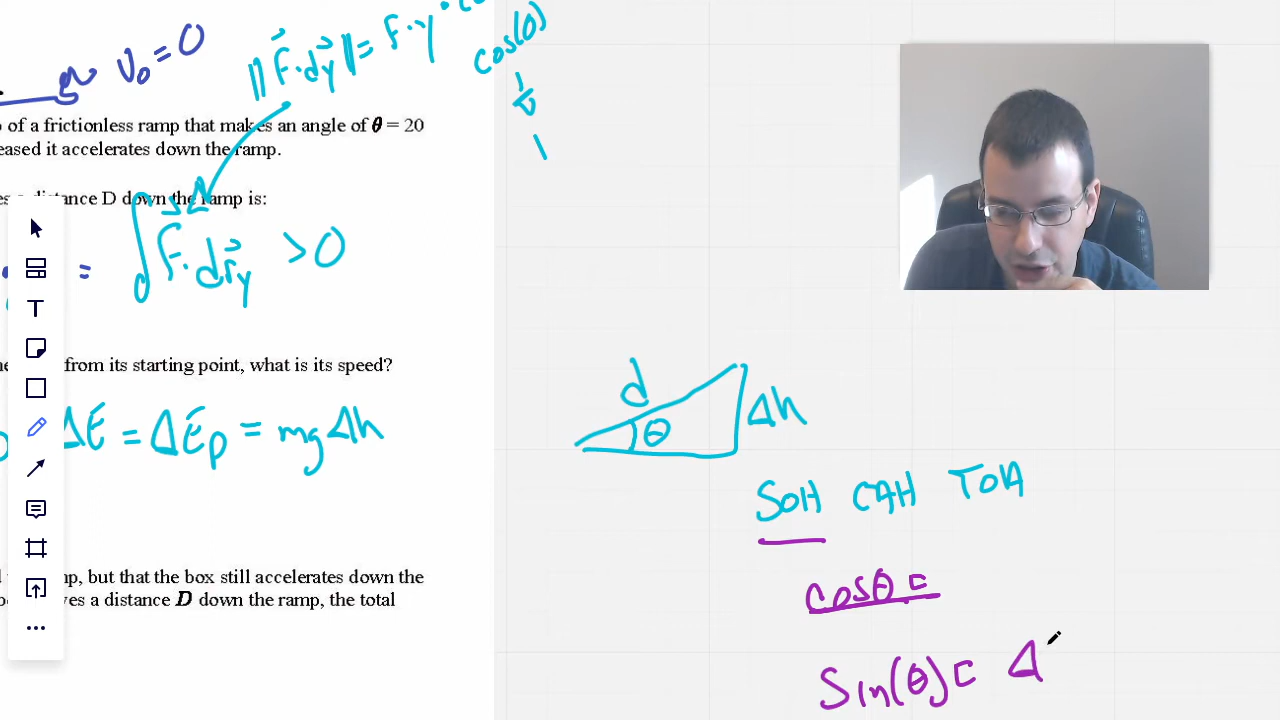 V₀ = 0
||F⃗·dy⃗|| = F·y·
cos(0)
1
of a frictionless ramp that makes an angle of θ = 20
eased it accelerates down the ramp.
es a distance D down the ramp is:
= ∫₀ F⃗·dr⃗y > 0
from its starting point, what is its speed?
ΔE = ΔEp = mgΔh
d
θ
Δh
SOH CAH TOA
cosθ =
Sin(θ) = Δ
mp, but that the box still accelerates down the
ves a distance D down the ramp, the total
T